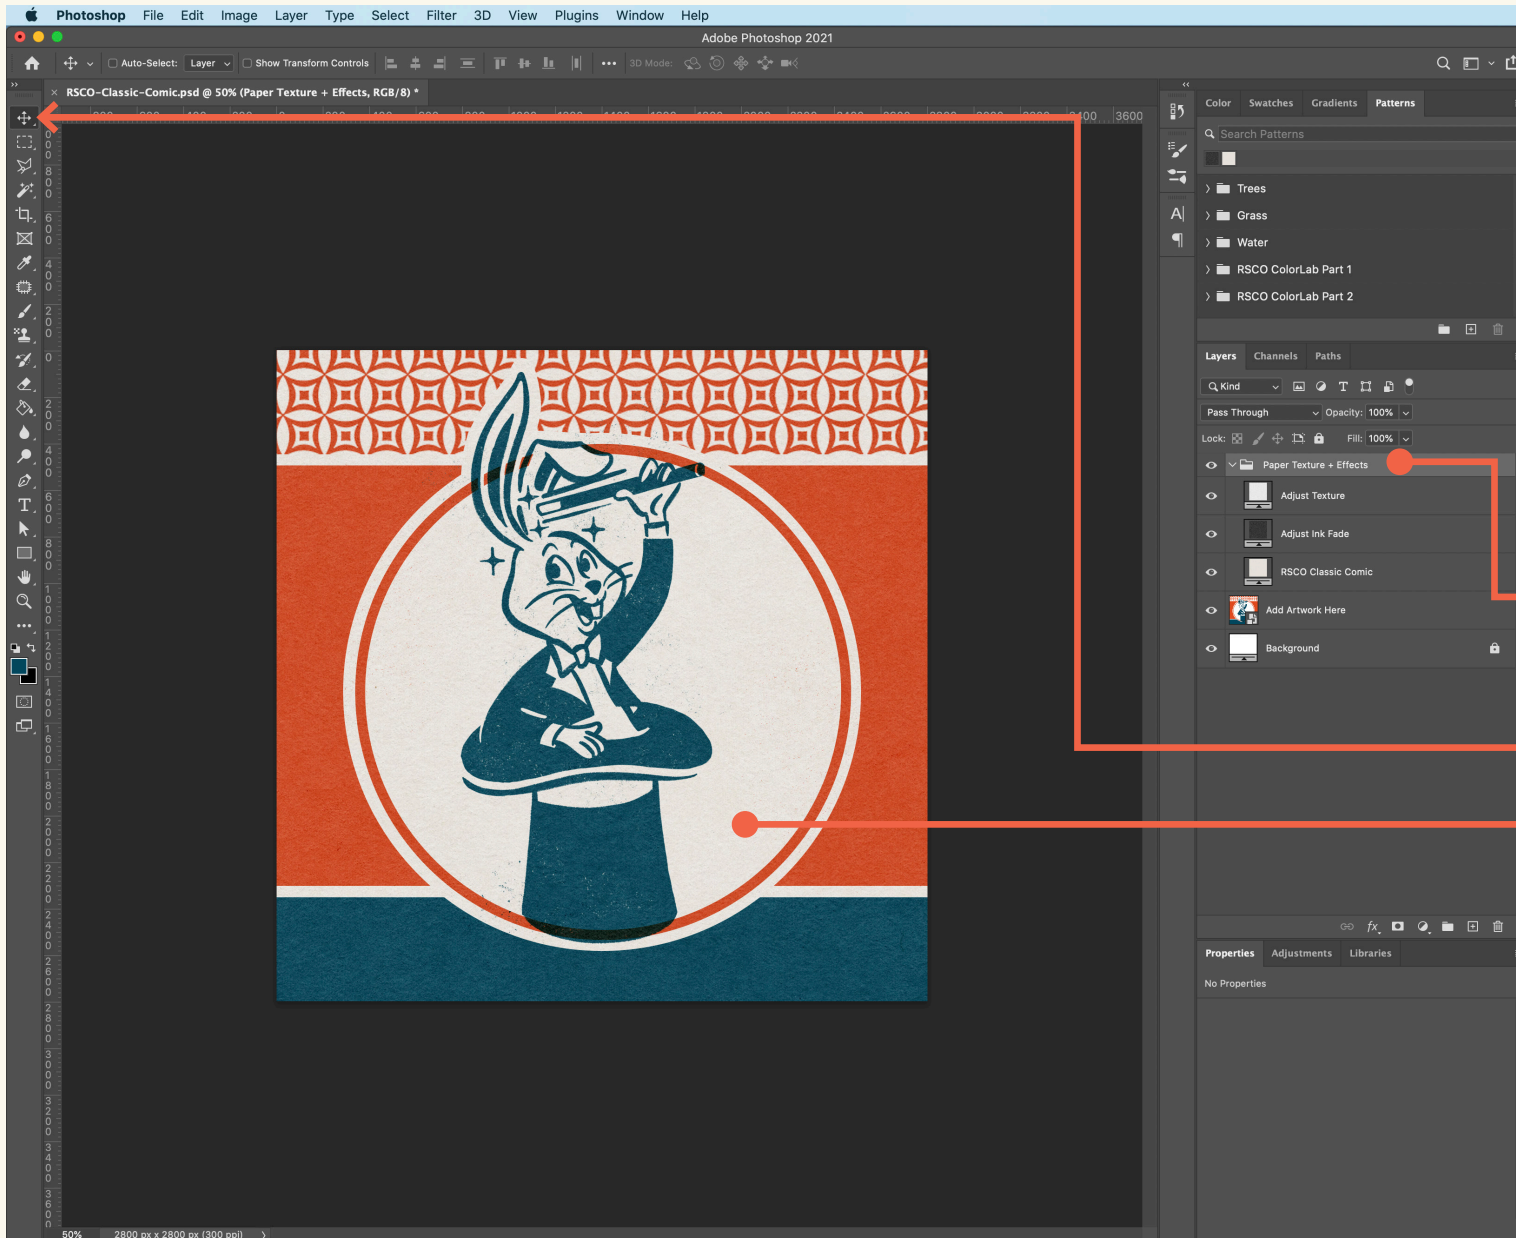 Photoshop File Edit Image Layer Type Select Filter 3D View Plugins Window Help
Adobe Photoshop 2021
Auto-Select: Layer Show Transform Controls 3D Mode:
× RSCO-Classic-Comic.psd @ 50% (Paper Texture + Effects, RGB/8) *
3600
Color Swatches Gradients Patterns
Search Patterns
Trees
Grass
Water
RSCO ColorLab Part 1
RSCO ColorLab Part 2
Layers Channels Paths
Kind
Pass Through Opacity: 100%
Lock: Fill: 100%
Paper Texture + Effects
Adjust Texture
Adjust Ink Fade
RSCO Classic Comic
Add Artwork Here
Background
Properties Adjustments Libraries
No Properties
50% 2800 px x 2800 px (300 ppi)